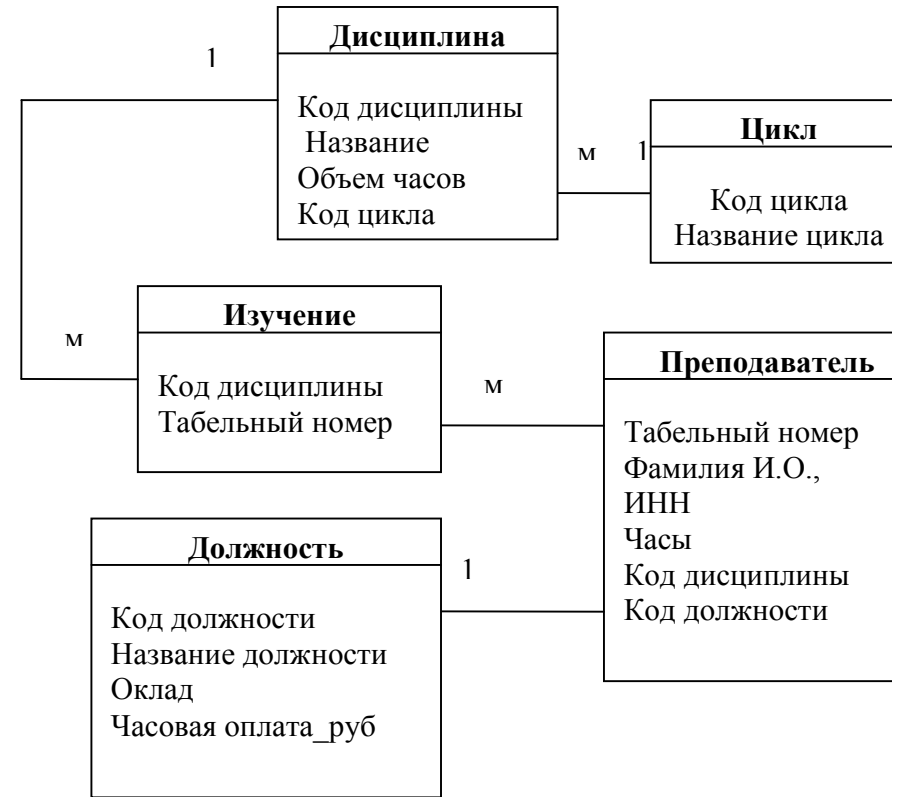 1
Дисциплина
Код дисциплины
Название
Объем часов
Код цикла
м
1
Цикл
Код цикла
Название цикла
м
Изучение
Код дисциплины
Табельный номер
м
Преподаватель
Табельный номер
Фамилия И.О.,
ИНН
Часы
Код дисциплины
Код должности
Должность
Код должности
Название должности
Оклад
Часовая оплата_руб
1